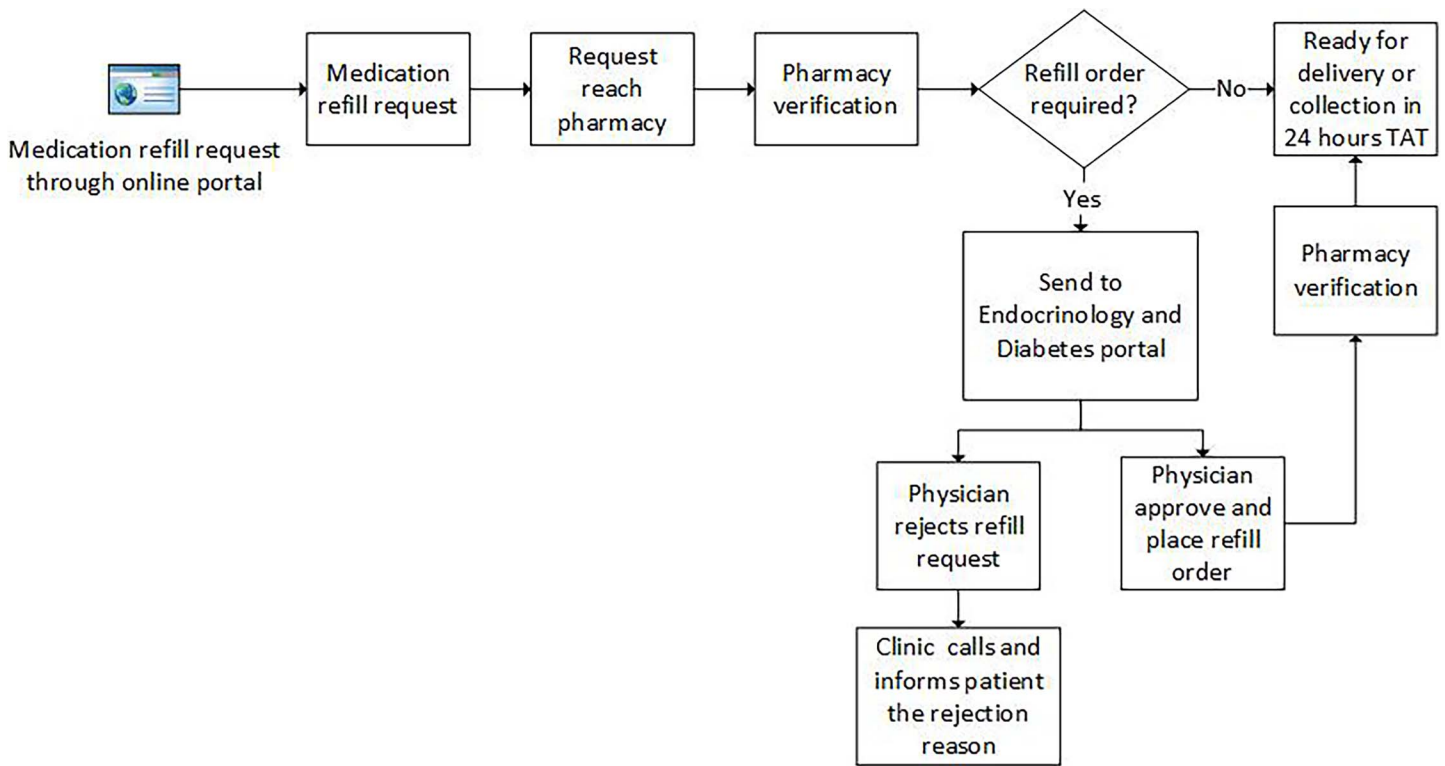 Medication refill request
through online portal
Medication
refill request
Request
reach
pharmacy
Pharmacy
verification
Refill order
required?
No
Ready for
delivery or
collection in
24 hours TAT
Yes
Send to
Endocrinology and
Diabetes portal
Pharmacy
verification
Physician
rejects refill
request
Physician
approve and
place refill
order
Clinic calls and
informs patient
the rejection
reason